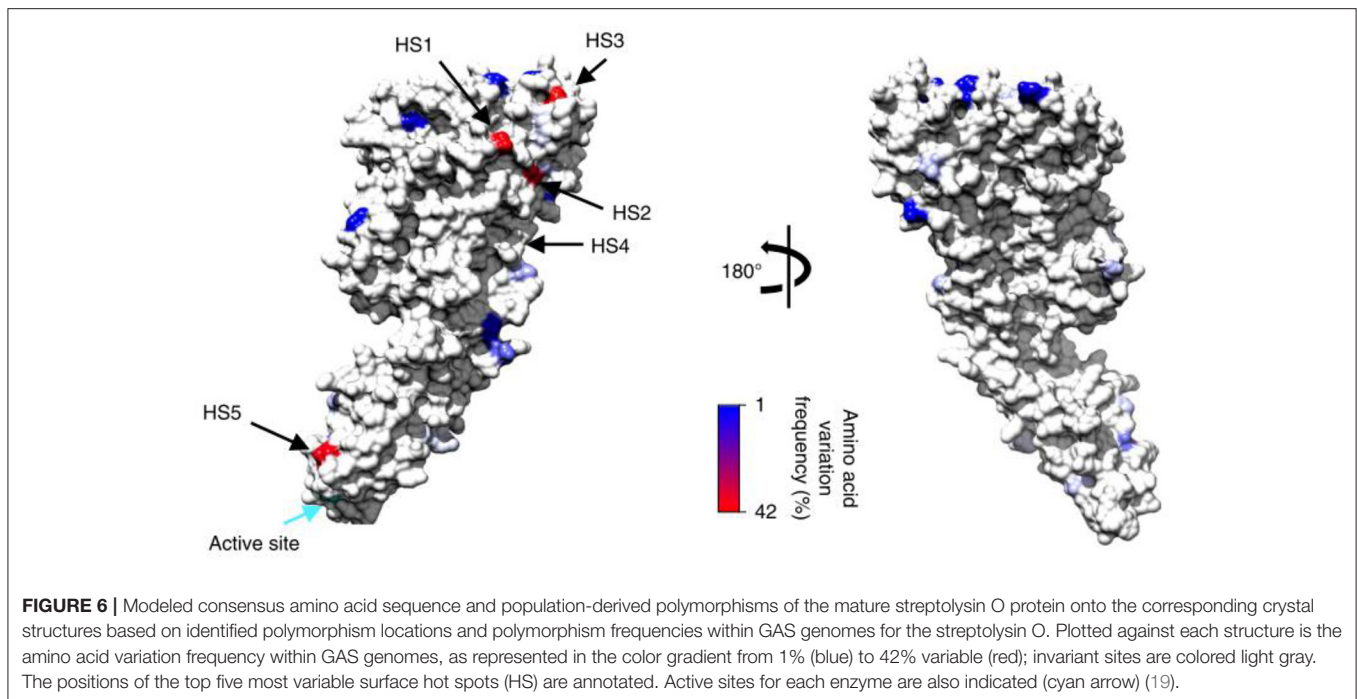 HS1
HS3
HS2
HS4
HS5
Active site
180°
1
42
Amino acid
variation
frequency (%)
FIGURE 6 | Modeled consensus amino acid sequence and population-derived polymorphisms of the mature streptolysin O protein onto the corresponding crystal
structures based on identified polymorphism locations and polymorphism frequencies within GAS genomes for the streptolysin O. Plotted against each structure is the
amino acid variation frequency within GAS genomes, as represented in the color gradient from 1% (blue) to 42% variable (red); invariant sites are colored light gray.
The positions of the top five most variable surface hot spots (HS) are annotated. Active sites for each enzyme are also indicated (cyan arrow) (19).